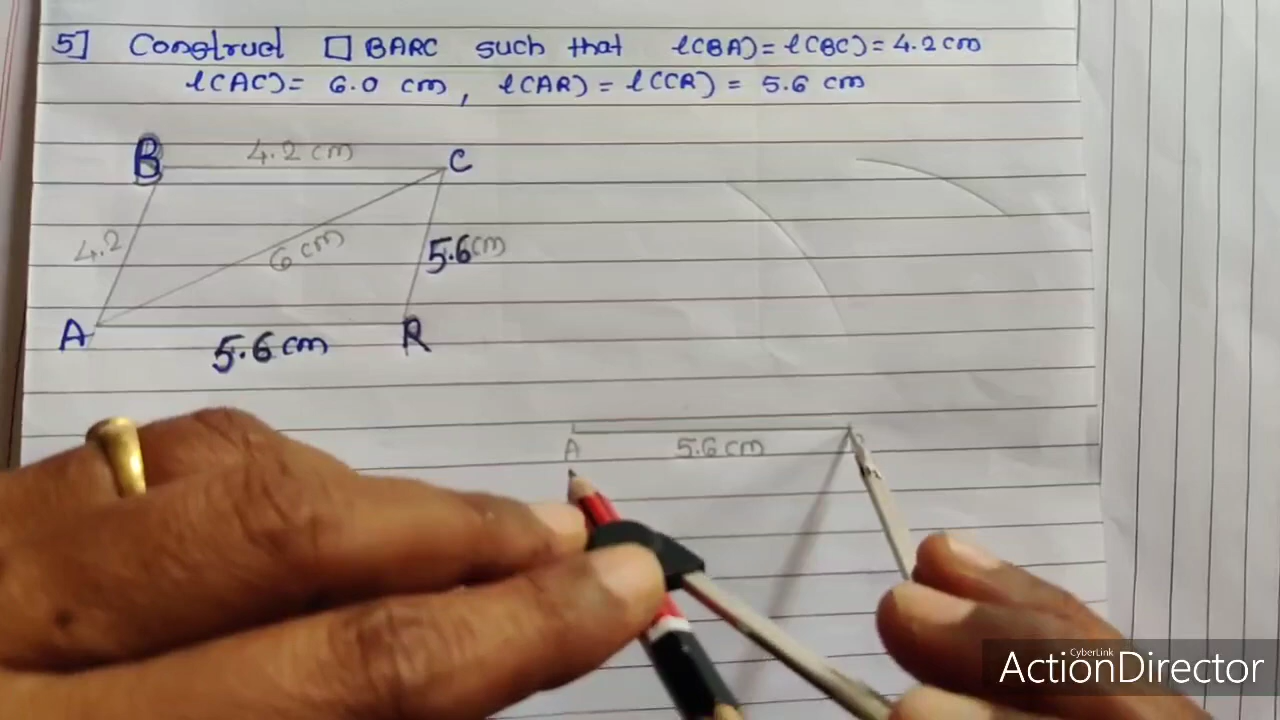 5] Construct □ BARC such that l(BA) = l(BC) = 4.2 cm
l(AC) = 6.0 cm, l(AR) = l(CR) = 5.6 cm
B 4.2 cm C
4.2 6 cm 5.6 cm
A 5.6 cm R
A 5.6 cm
CyberLink
ActionDirector